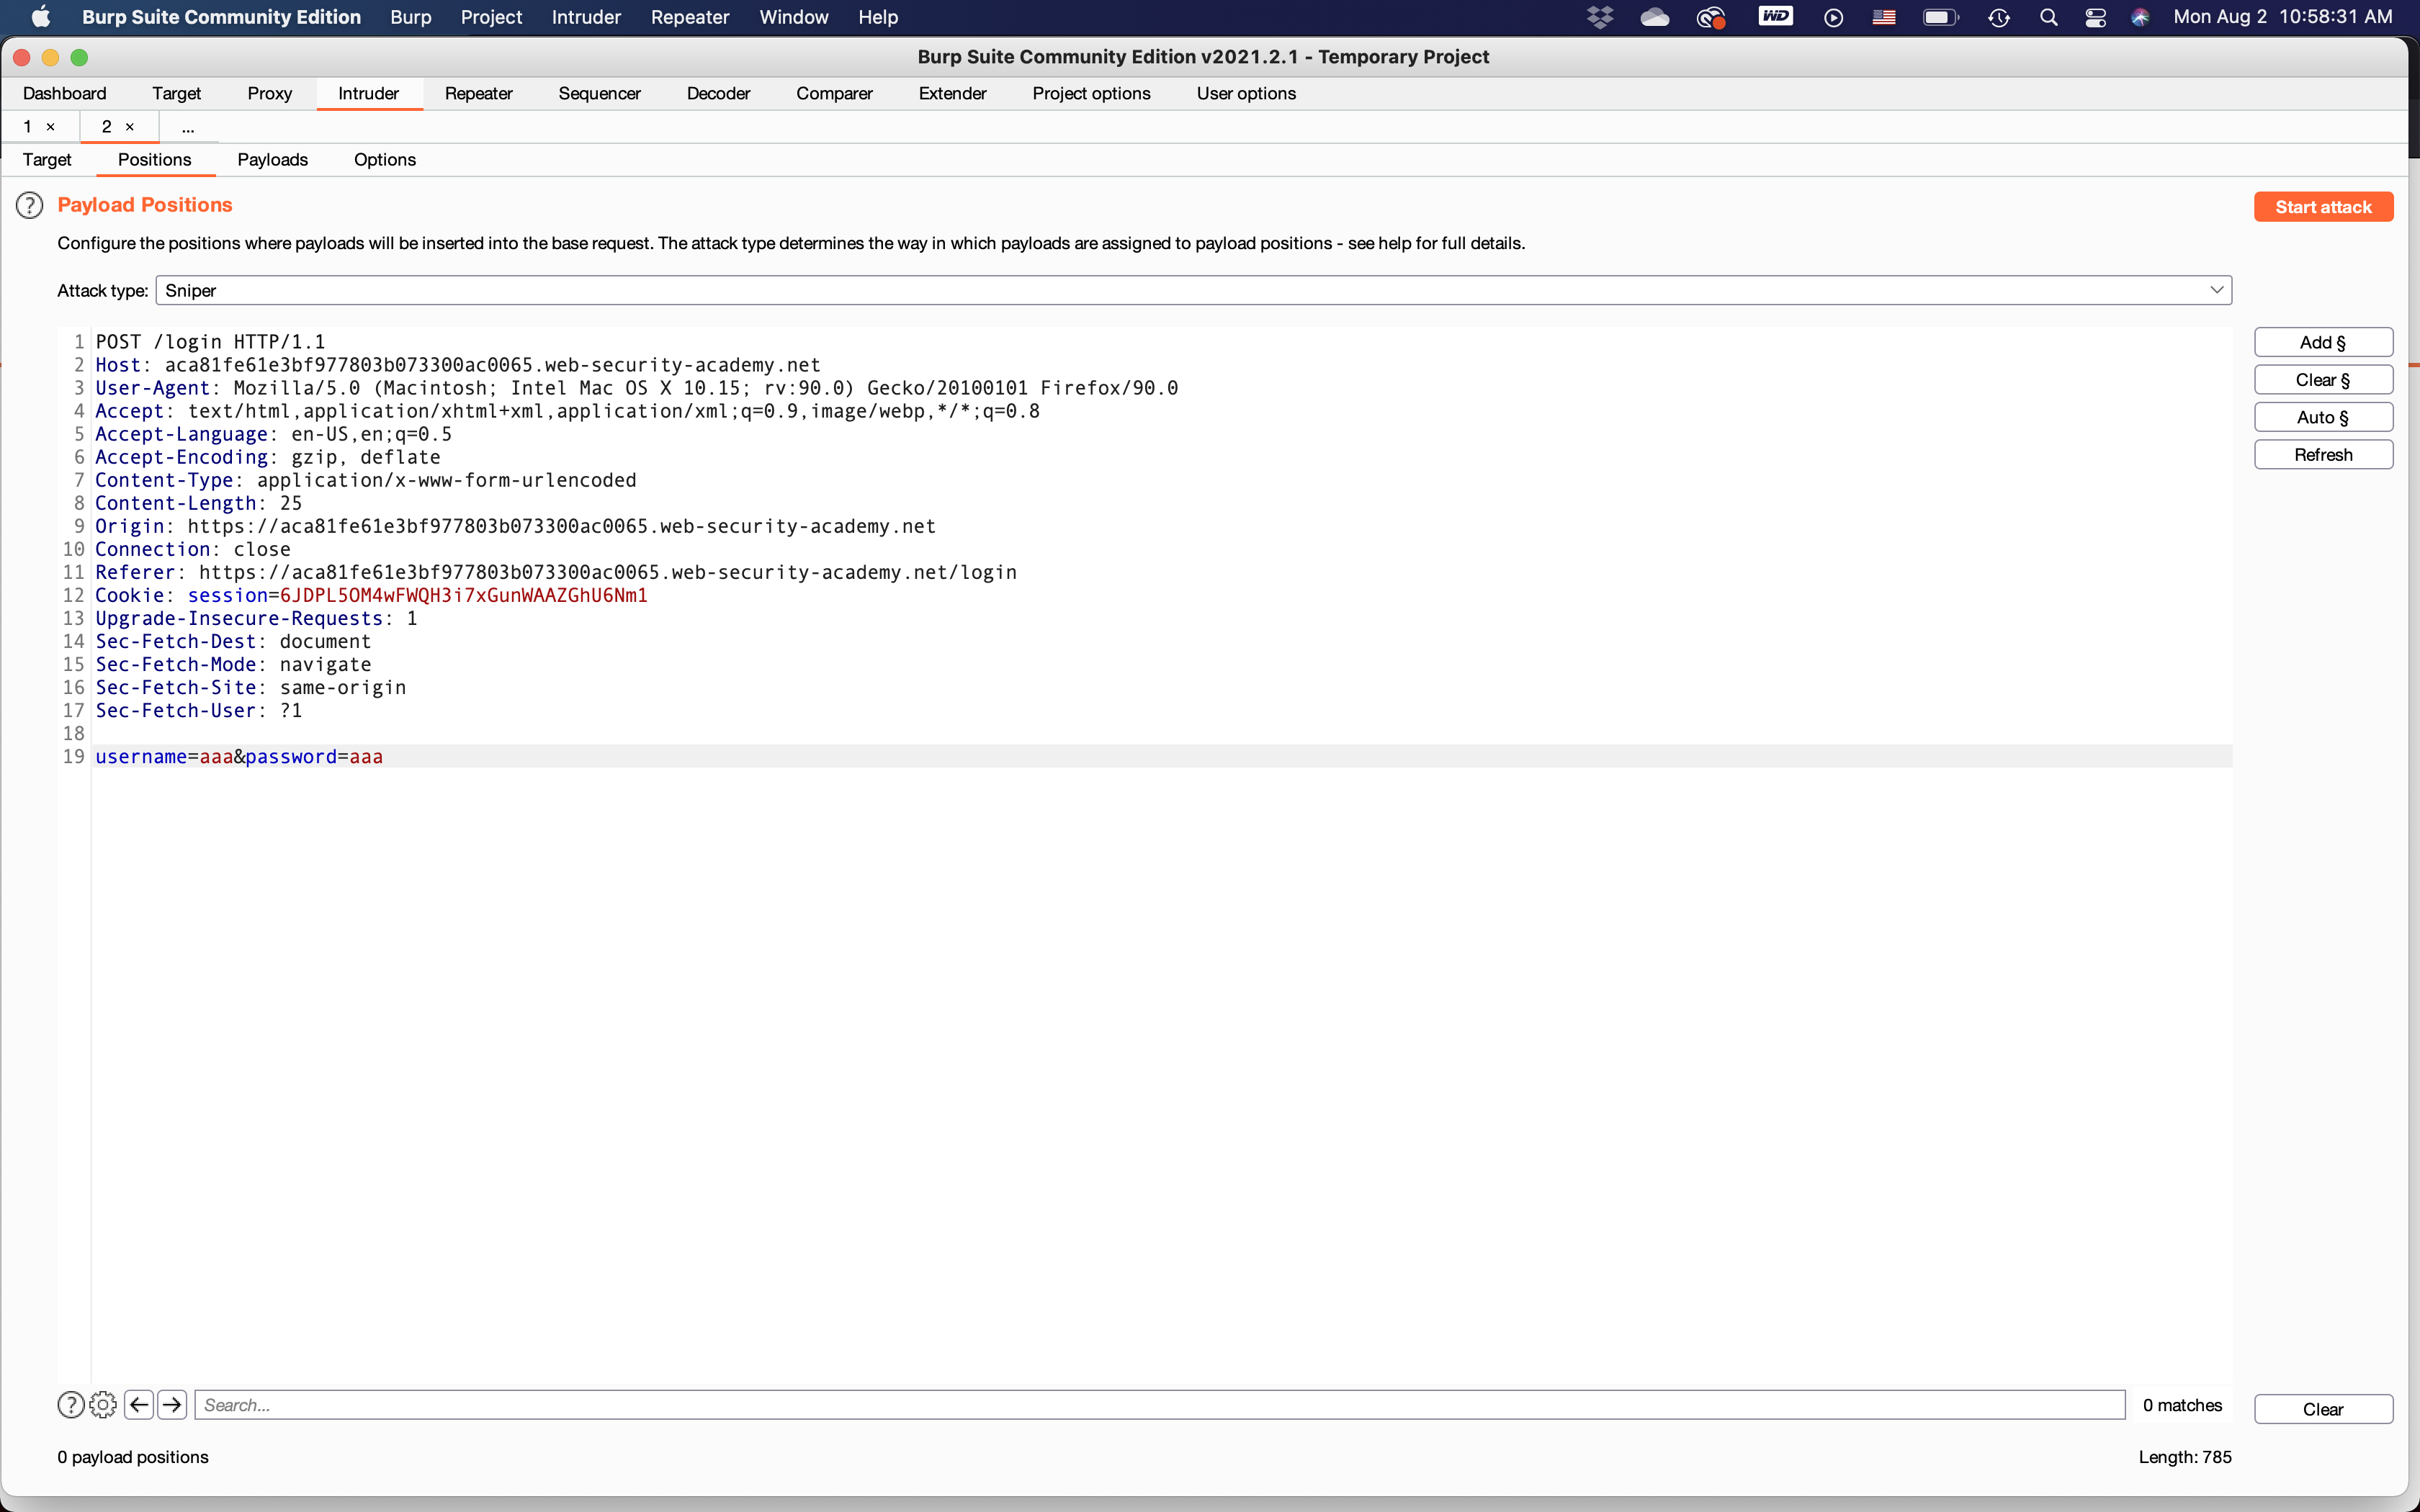 Burp Suite Community Edition Burp Project Intruder Repeater Window Help WD Mon Aug 2 10:58:31 AM
Burp Suite Community Edition v2021.2.1 - Temporary Project
Dashboard Target Proxy Intruder Repeater Sequencer Decoder Comparer Extender Project options User options
1 × 2 × ...
Target Positions Payloads Options
? Payload Positions Start attack
Configure the positions where payloads will be inserted into the base request. The attack type determines the way in which payloads are assigned to payload positions - see help for full details.
Attack type: Sniper
1 POST /login HTTP/1.1
2 Host: aca81fe61e3bf977803b073300ac0065.web-security-academy.net
3 User-Agent: Mozilla/5.0 (Macintosh; Intel Mac OS X 10.15; rv:90.0) Gecko/20100101 Firefox/90.0
4 Accept: text/html,application/xhtml+xml,application/xml;q=0.9,image/webp,*/*;q=0.8
5 Accept-Language: en-US,en;q=0.5
6 Accept-Encoding: gzip, deflate
7 Content-Type: application/x-www-form-urlencoded
8 Content-Length: 25
9 Origin: https://aca81fe61e3bf977803b073300ac0065.web-security-academy.net
10 Connection: close
11 Referer: https://aca81fe61e3bf977803b073300ac0065.web-security-academy.net/login
12 Cookie: session=6JDPL5OM4wFWQH3i7xGunWAAZGhU6Nm1
13 Upgrade-Insecure-Requests: 1
14 Sec-Fetch-Dest: document
15 Sec-Fetch-Mode: navigate
16 Sec-Fetch-Site: same-origin
17 Sec-Fetch-User: ?1
18
19 username=aaa&password=aaa
Add §
Clear §
Auto §
Refresh
? Search... 0 matches Clear
0 payload positions Length: 785